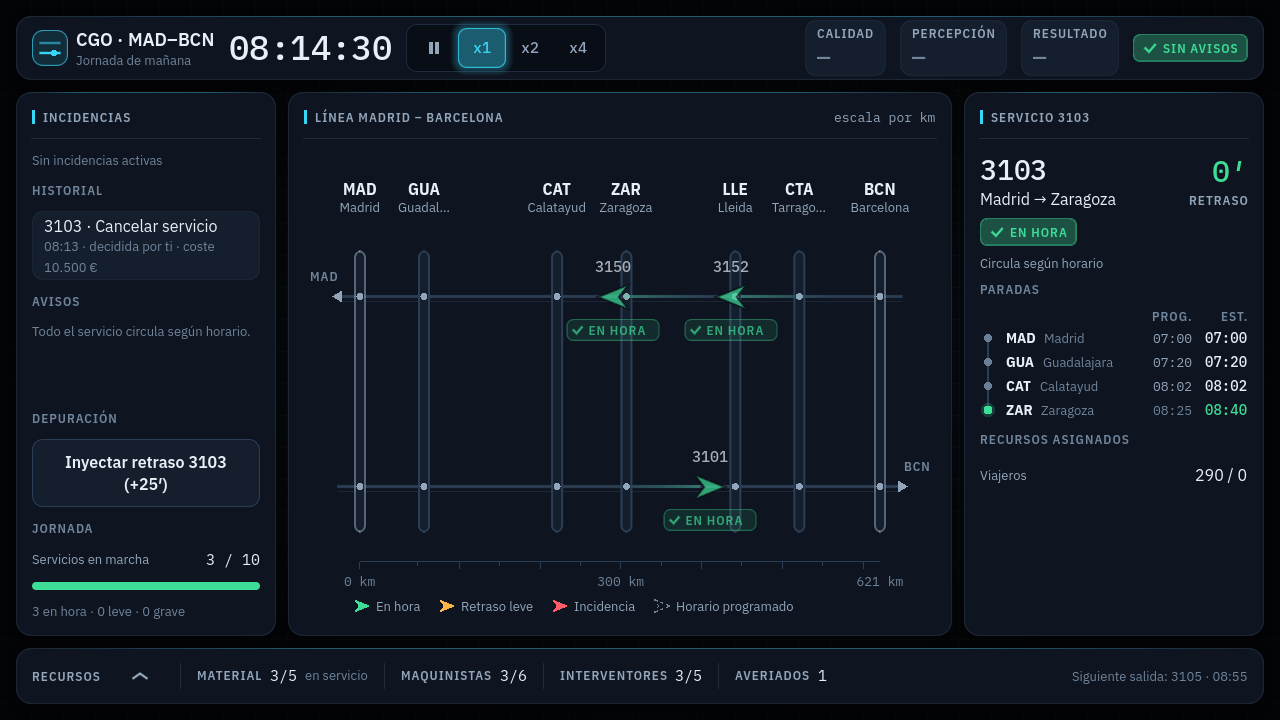 CGO · MAD–BCN
Jornada de mañana
08:14:30
x1
x2
x4
CALIDAD
—
PERCEPCIÓN
—
RESULTADO
—
SIN AVISOS
INCIDENCIAS
Sin incidencias activas
HISTORIAL
3103 · Cancelar servicio
08:13 · decidida por ti · coste
10.500 €
AVISOS
Todo el servicio circula según horario.
DEPURACIÓN
Inyectar retraso 3103
(+25′)
JORNADA
Servicios en marcha 3 / 10
3 en hora · 0 leve · 0 grave
LÍNEA MADRID – BARCELONA escala por km
MAD GUA CAT ZAR LLE CTA BCN
Madrid Guadal... Calatayud Zaragoza Lleida Tarrago... Barcelona
3150 3152
MAD
EN HORA EN HORA
3101
BCN
EN HORA
0 km 300 km 621 km
En hora Retraso leve Incidencia Horario programado
SERVICIO 3103
3103 0′
Madrid → Zaragoza RETRASO
EN HORA
Circula según horario
PARADAS
PROG. EST.
MAD Madrid 07:00 07:00
GUA Guadalajara 07:20 07:20
CAT Calatayud 08:02 08:02
ZAR Zaragoza 08:25 08:40
RECURSOS ASIGNADOS
Viajeros 290 / 0
RECURSOS MATERIAL 3/5 en servicio MAQUINISTAS 3/6 INTERVENTORES 3/5 AVERIADOS 1 Siguiente salida: 3105 · 08:55